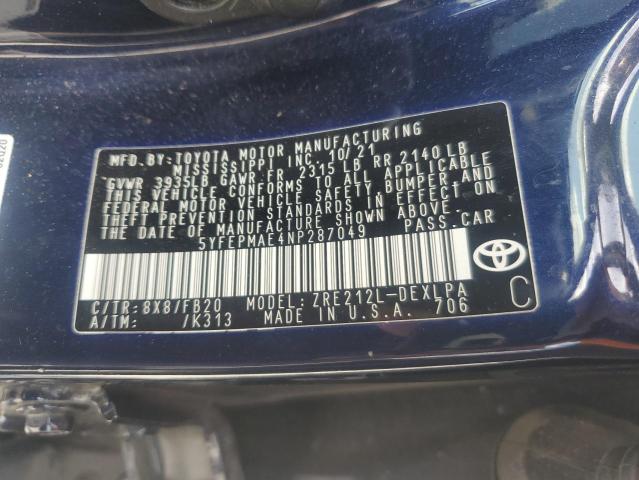 MFD. BY: TOYOTA MOTOR MANUFACTURING
MISSISSIPPI INC. 10/21
GVWR 3935LB GAWR FR 2315 LB RR 2140 LB
THIS VEHICLE CONFORMS TO ALL APPLICABLE
FEDERAL MOTOR VEHICLE SAFETY, BUMPER AND
THEFT PREVENTION STANDARDS IN EFFECT ON
THE DATE OF MANUFACTURE SHOWN ABOVE.
5YFEPMAE4NP287049 PASS.CAR
C/TR: 8X8/FB20 MODEL: ZRE212L-DEXLPA
A/TM: /K313 MADE IN U.S.A. 706
TOYOTA
C